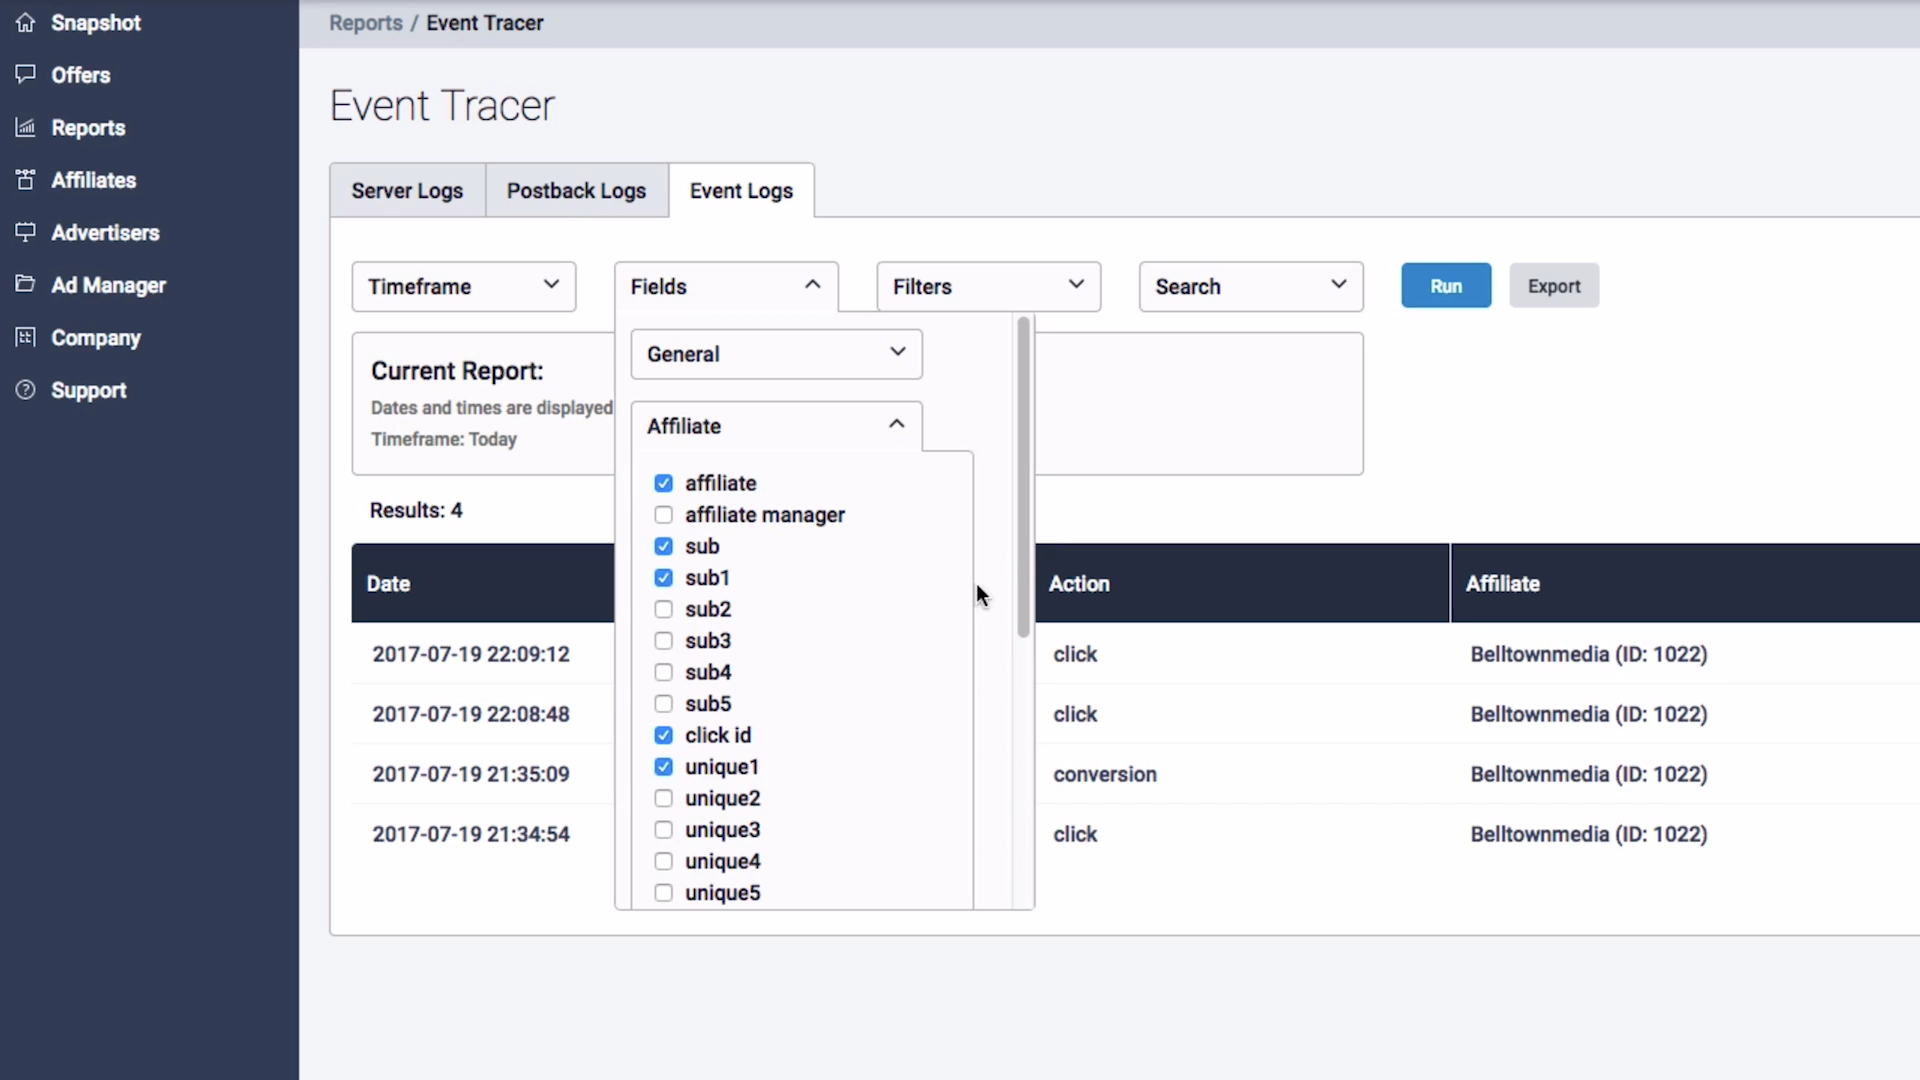 Snapshot
Offers
Reports
Affiliates
Advertisers
Ad Manager
Company
Support
Reports / Event Tracer
Event Tracer
Server Logs
Postback Logs
Event Logs
Timeframe
Fields
Filters
Search
Run
Export
General
Affiliate
affiliate
affiliate manager
sub
sub1
sub2
sub3
sub4
sub5
click id
unique1
unique2
unique3
unique4
unique5
Current Report:
Dates and times are displayed
Timeframe: Today
Results: 4
Date Action Affiliate
2017-07-19 22:09:12 click Belltownmedia (ID: 1022)
2017-07-19 22:08:48 click Belltownmedia (ID: 1022)
2017-07-19 21:35:09 conversion Belltownmedia (ID: 1022)
2017-07-19 21:34:54 click Belltownmedia (ID: 1022)